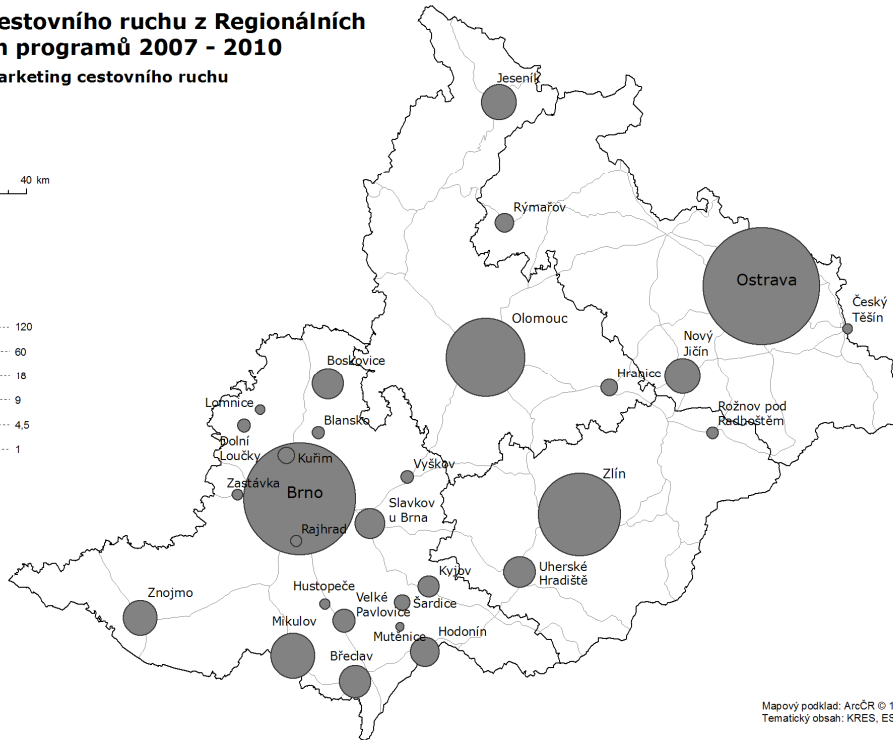 estovního ruchu z Regionálních
h programů 2007 - 2010
arketing cestovního ruchu
40 km
120
60
18
9
4,5
1
Jeseník
Rýmařov
Ostrava
Český
Těšín
Olomouc
Nový
Jičín
Hranice
Boskovice
Rožnov pod
Radhoštěm
Lomnice
Blansko
Dolní
Loučky
Kuřim
Vyškov
Zlín
Zastávka
Brno
Slavkov
u Brna
Rajhrad
Uherské
Hradiště
Kyjov
Znojmo
Hustopeče
Velké
Pavlovice
Šardice
Mikulov
Mutěnice
Hodonín
Břeclav
Mapový podklad: ArcČR © 1
Tematický obsah: KRES, ES